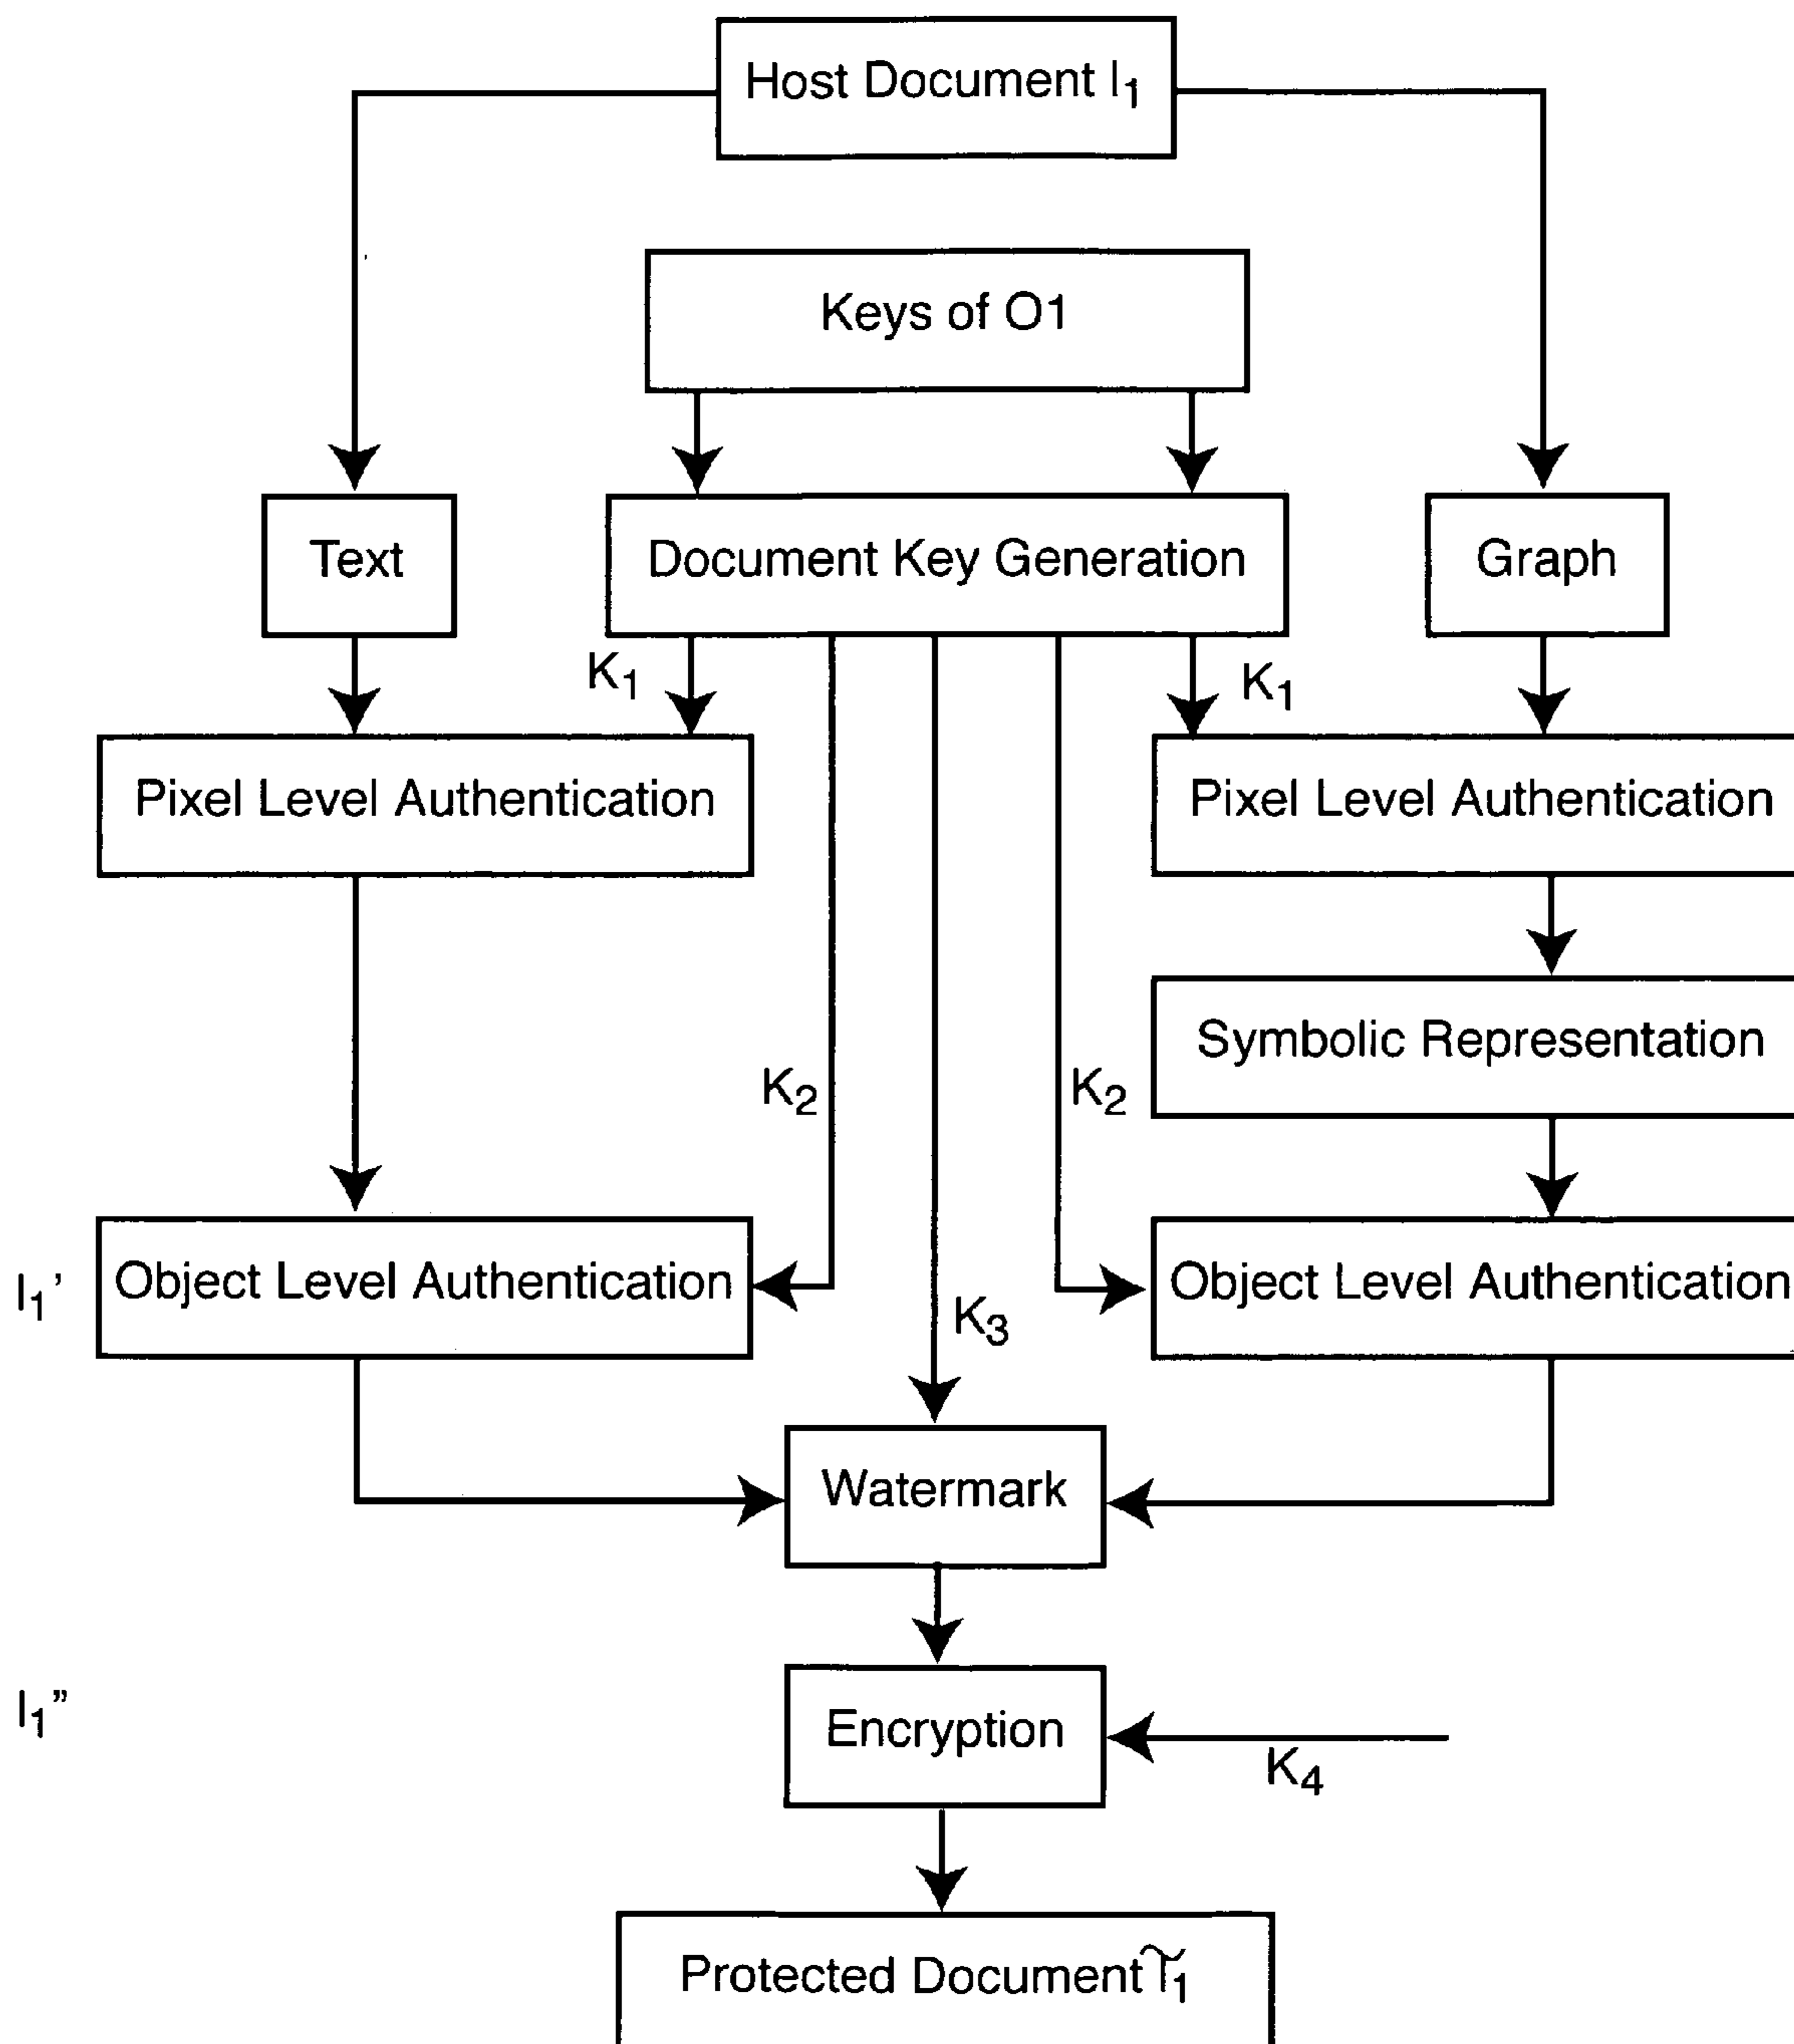 Host Document I₁
Keys of O1
Text
Document Key Generation
Graph
K₁
K₁
Pixel Level Authentication
Pixel Level Authentication
Symbolic Representation
K₂
K₂
I₁’
Object Level Authentication
Object Level Authentication
K₃
Watermark
I₁”
Encryption
K₄
Protected Document Ĩ₁